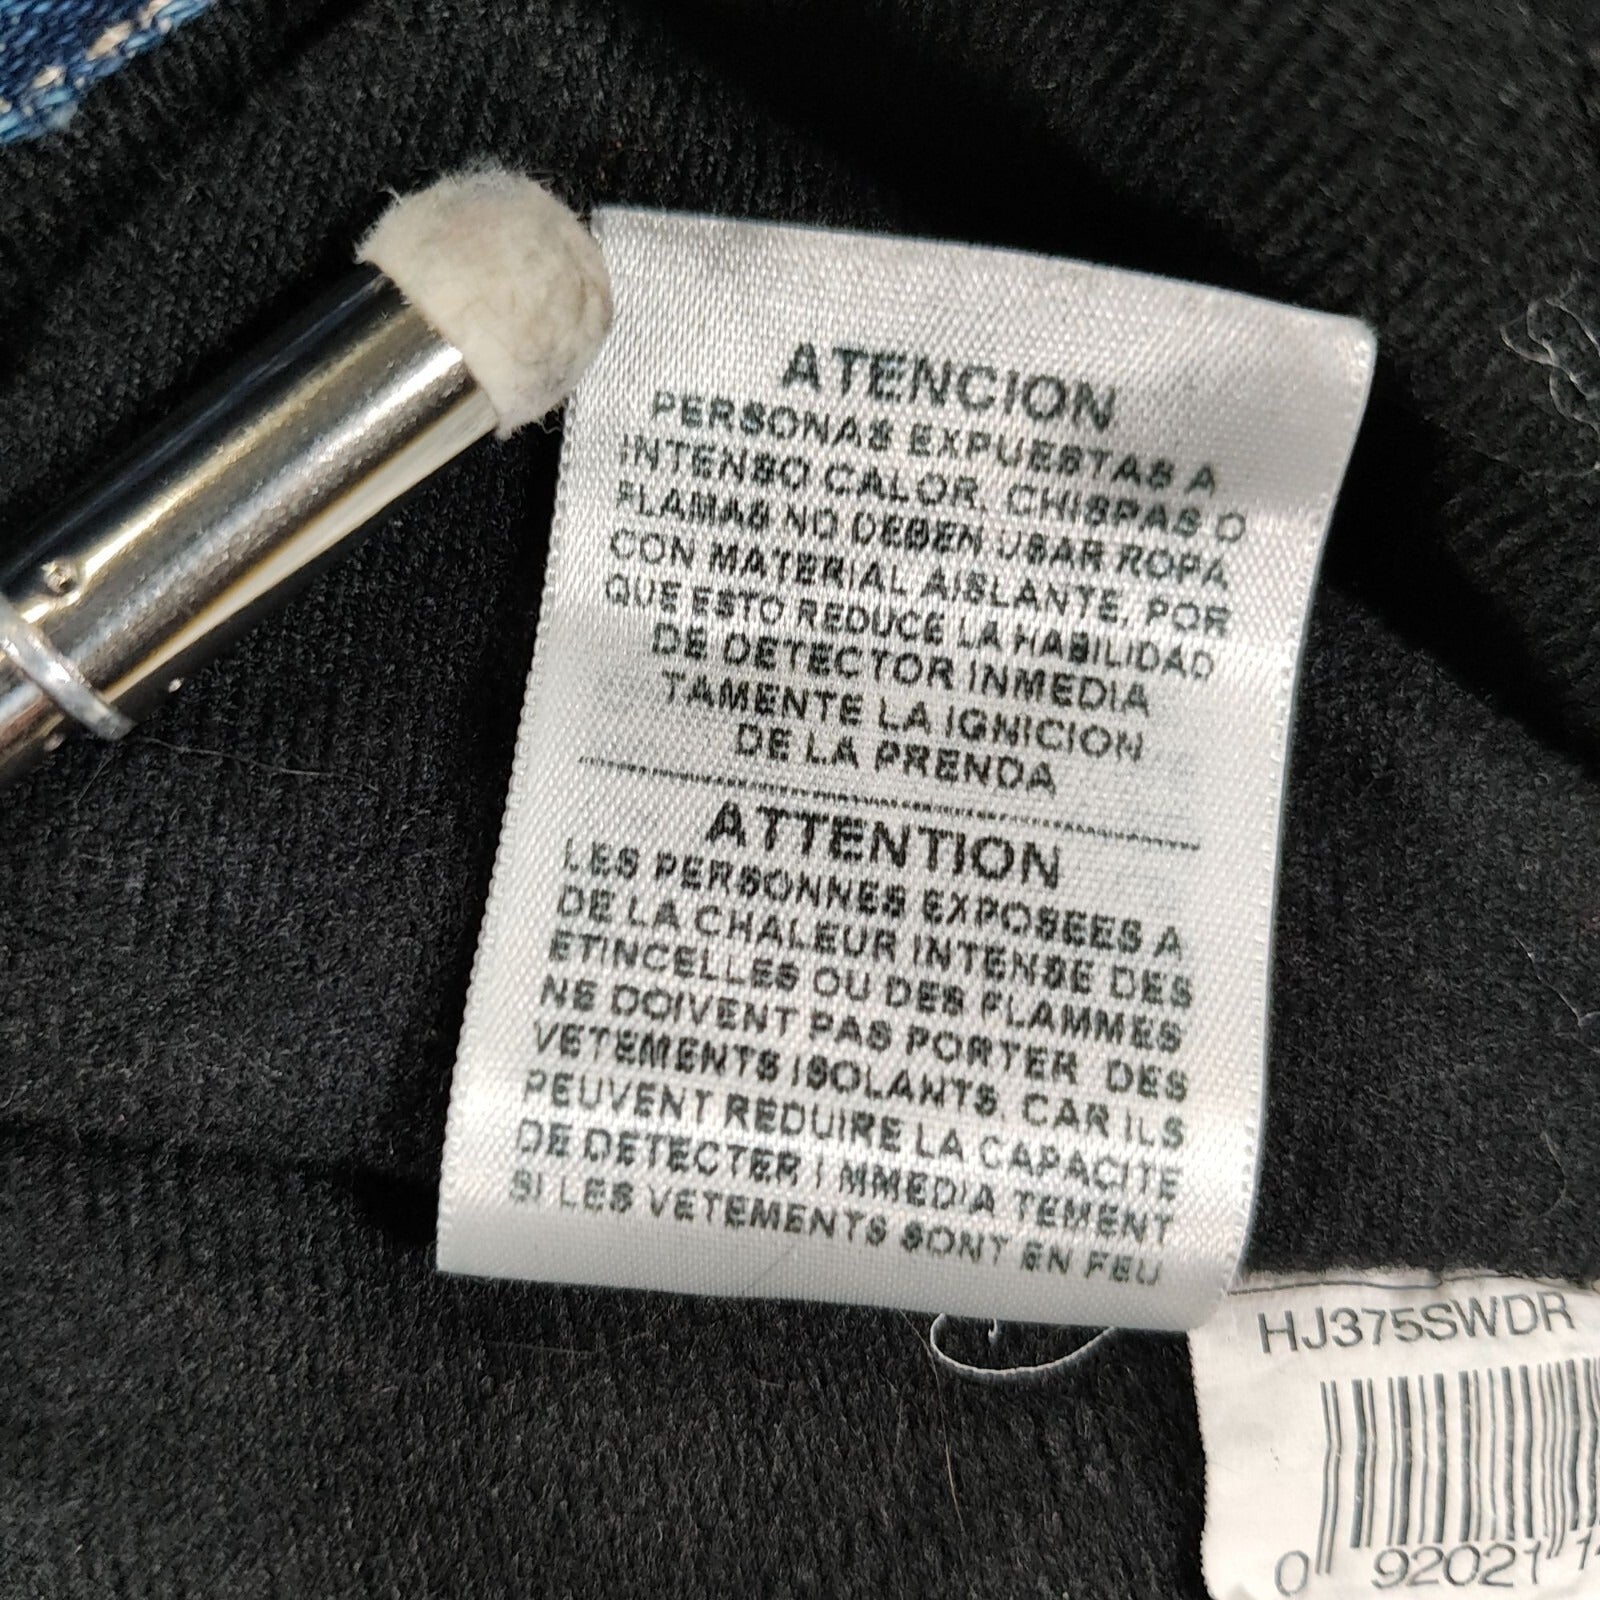 ATENCION
PERSONAS EXPUESTAS A
INTENSO CALOR, CHISPAS O
FLAMAS NO DEBEN USAR ROPA
CON MATERIAL AISLANTE, POR
QUE ESTO REDUCE LA HABILIDAD
DE DETECTOR INMEDIA
TAMENTE LA IGNICION
DE LA PRENDA
ATTENTION
LES PERSONNES EXPOSEES A
DE LA CHALEUR INTENSE DES
ETINCELLES OU DES FLAMMES
NE DOIVENT PAS PORTER DES
VETEMENTS ISOLANTS, CAR ILS
PEUVENT REDUIRE LA CAPACITE
DE DETECTER I MMEDIA TEMENT
SI LES VETEMENTS SONT EN FEU
HJ375SWDR
0 92021 14